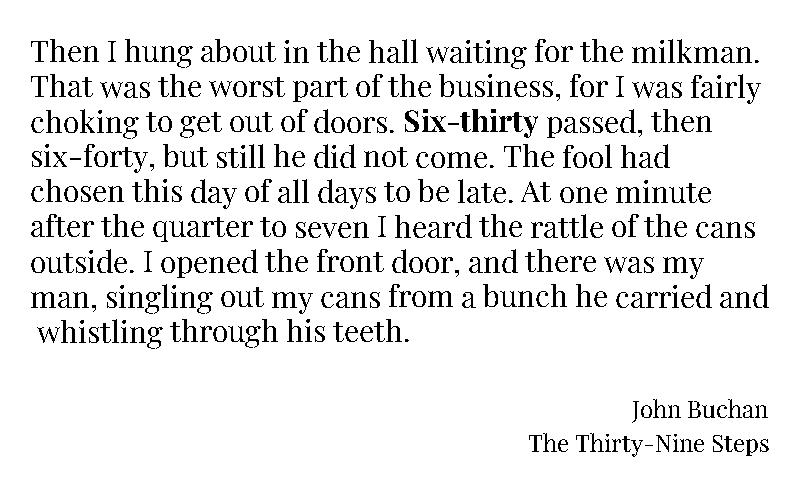 Then I hung about in the hall waiting for the milkman.
That was the worst part of the business, for I was fairly
choking to get out of doors. Six-thirty passed, then
six-forty, but still he did not come. The fool had
chosen this day of all days to be late. At one minute
after the quarter to seven I heard the rattle of the cans
outside. I opened the front door, and there was my
man, singling out my cans from a bunch he carried and
whistling through his teeth.
John Buchan
The Thirty-Nine Steps